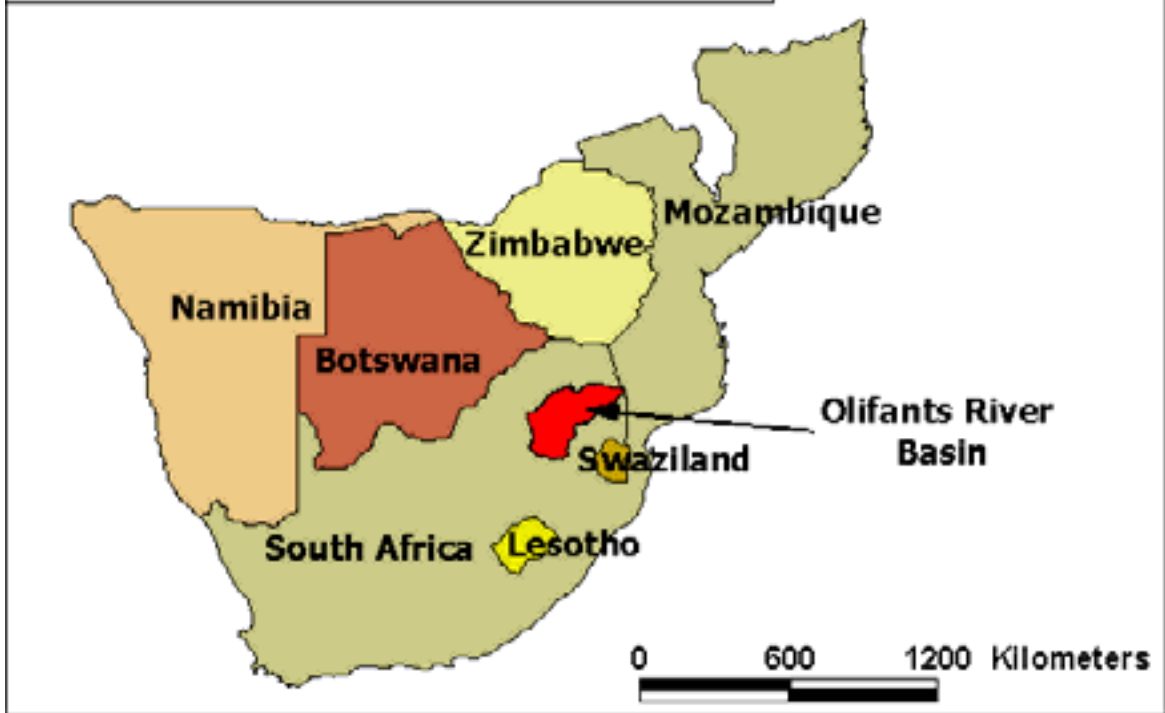 Mozambique
Zimbabwe
Namibia
Botswana
Olifants River
Basin
Swaziland
South Africa
Lesotho
0 600 1200 Kilometers